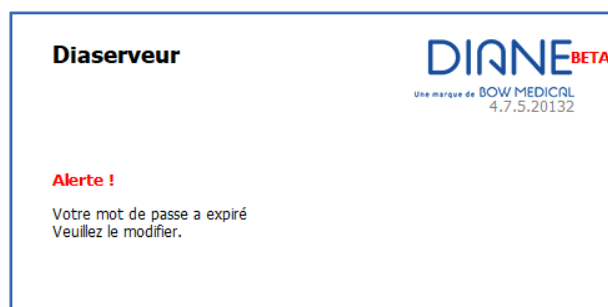 Diaserveur
DIANE BETA
Une marque de BOW MEDICAL
4.7.5.20132
Alerte !
Votre mot de passe a expiré
Veuillez le modifier.